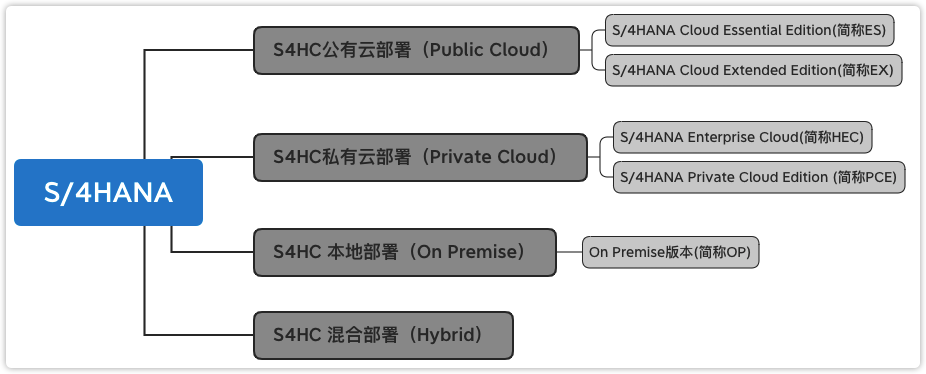 S/4HANA
S4HC公有云部署（Public Cloud）
S/4HANA Cloud Essential Edition(简称ES)
S/4HANA Cloud Extended Edition(简称EX)
S4HC私有云部署（Private Cloud）
S/4HANA Enterprise Cloud(简称HEC)
S/4HANA Private Cloud Edition (简称PCE)
S4HC 本地部署（On Premise）
On Premise版本(简称OP)
S4HC 混合部署（Hybrid）